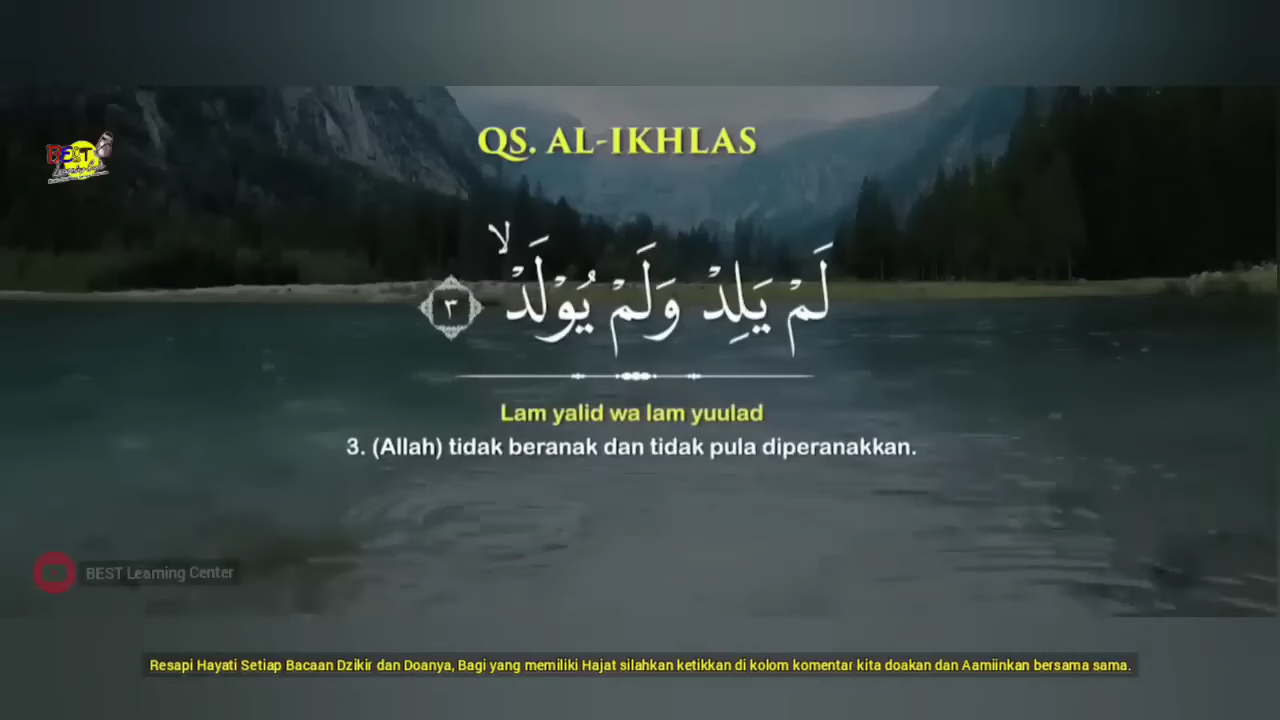 QS. AL-IKHLAS
BEST
لَمْ يَلِدْ وَلَمْ يُوْلَدْۙ ٣
Lam yalid wa lam yuulad
3. (Allah) tidak beranak dan tidak pula diperanakkan.
BEST Learning Center
Resapi Hayati Setiap Bacaan Dzikir dan Doanya, Bagi yang memiliki Hajat silahkan ketikkan di kolom komentar kita doakan dan Aamiinkan bersama sama.